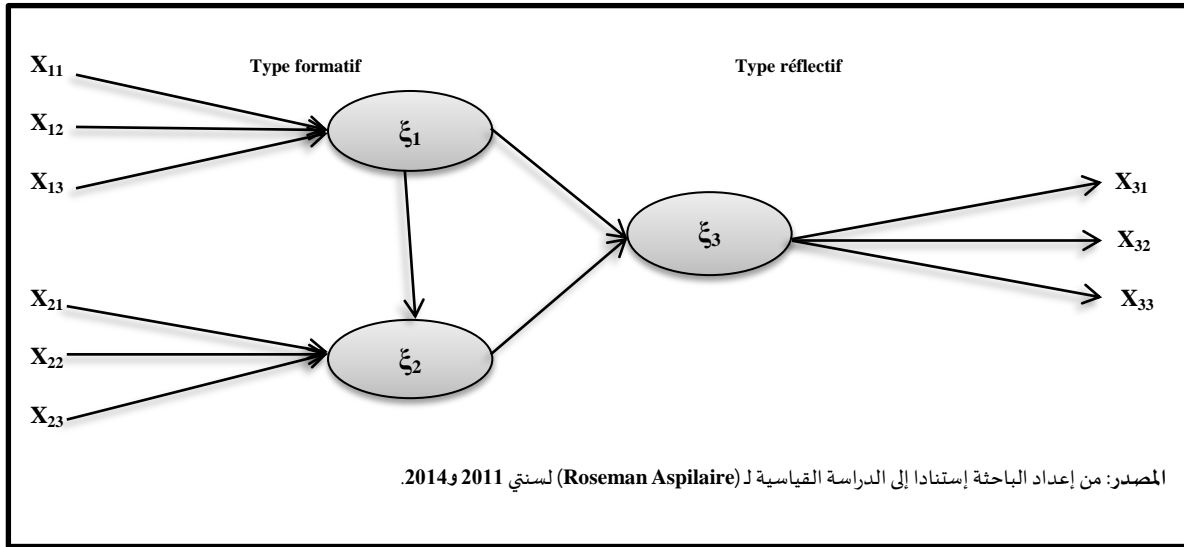 Type formatif
Type réflectif
X11
X12
X13
ξ1
X21
X22
X23
ξ2
ξ3
X31
X32
X33
المصدر: من إعداد الباحثة إستنادا إلى الدراسة القياسية لـ (Roseman Aspilaire) لسنتي 2011 و2014.